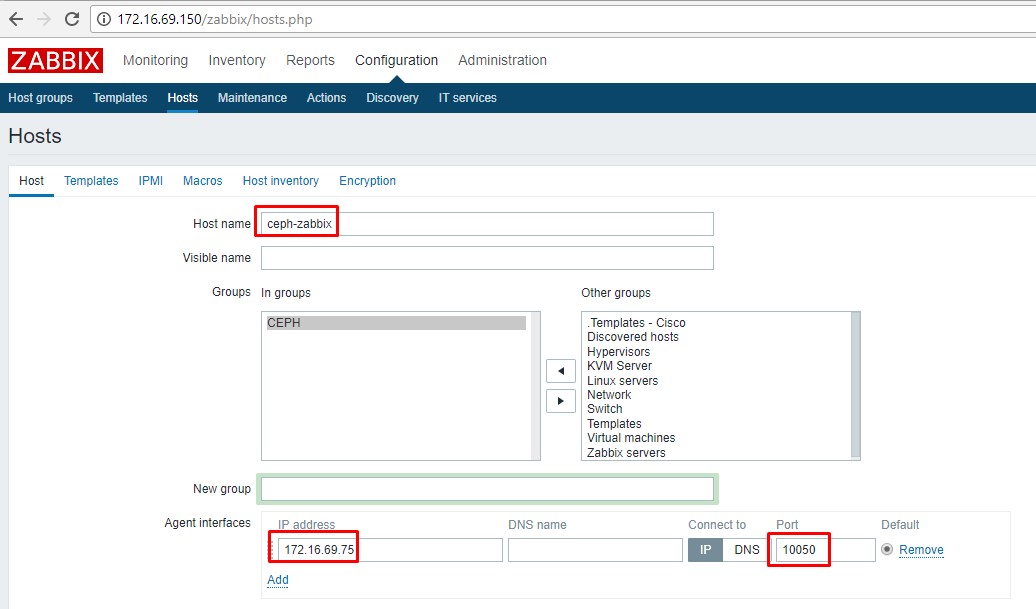 172.16.69.150/zabbix/hosts.php
ZABBIX Monitoring Inventory Reports Configuration Administration
Host groups Templates Hosts Maintenance Actions Discovery IT services
Hosts
Host Templates IPMI Macros Host inventory Encryption
Host name ceph-zabbix
Visible name
Groups In groups Other groups
CEPH
.Templates - Cisco
Discovered hosts
Hypervisors
KVM Server
Linux servers
Network
Switch
Templates
Virtual machines
Zabbix servers
New group
Agent interfaces IP address DNS name Connect to Port Default
172.16.69.75 IP DNS 10050 Remove
Add